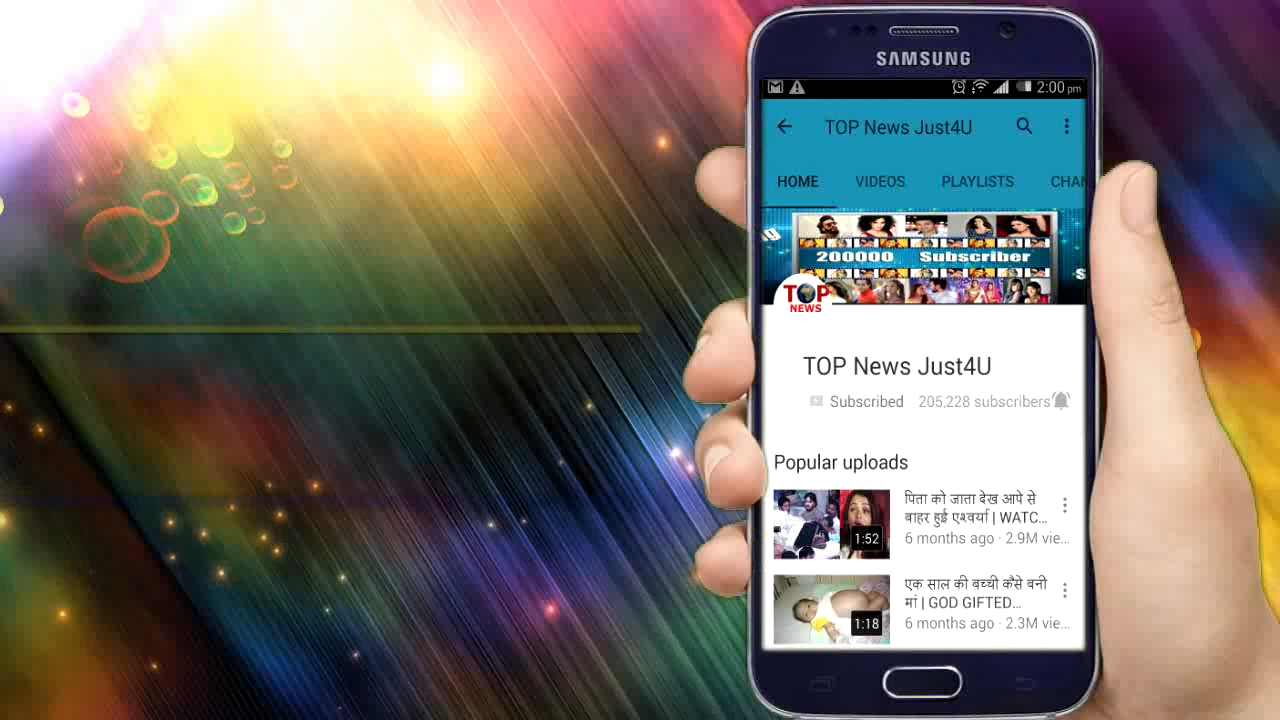 SAMSUNG
2:00 pm
TOP News Just4U
HOME VIDEOS PLAYLISTS CHAN
200000 Subscriber
TOP
NEWS
TOP News Just4U
Subscribed 205,228 subscribers
Popular uploads
पिता को जाता देख आपे से
बाहर हुई एश्वर्या | WATC...
6 months ago · 2.9M vie...
1:52
एक साल की बच्ची कैसे बनी
मां | GOD GIFTED...
6 months ago · 2.3M vie...
1:18